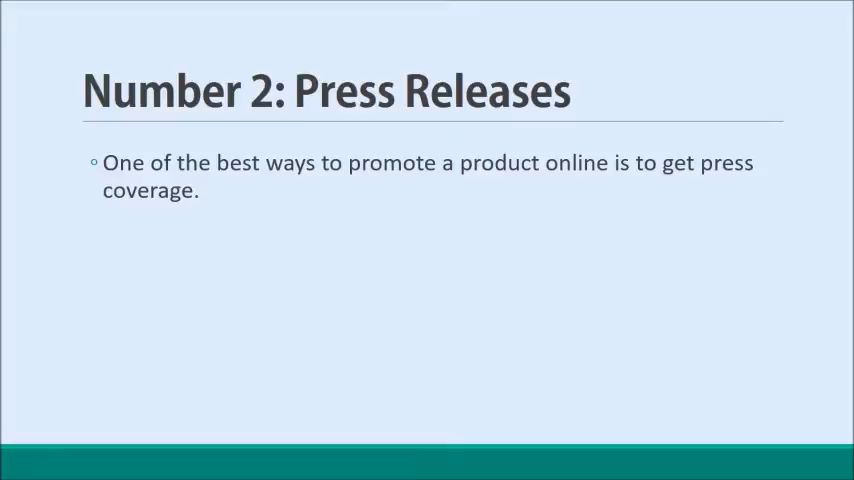 Number 2: Press Releases
◦ One of the best ways to promote a product online is to get press
coverage.